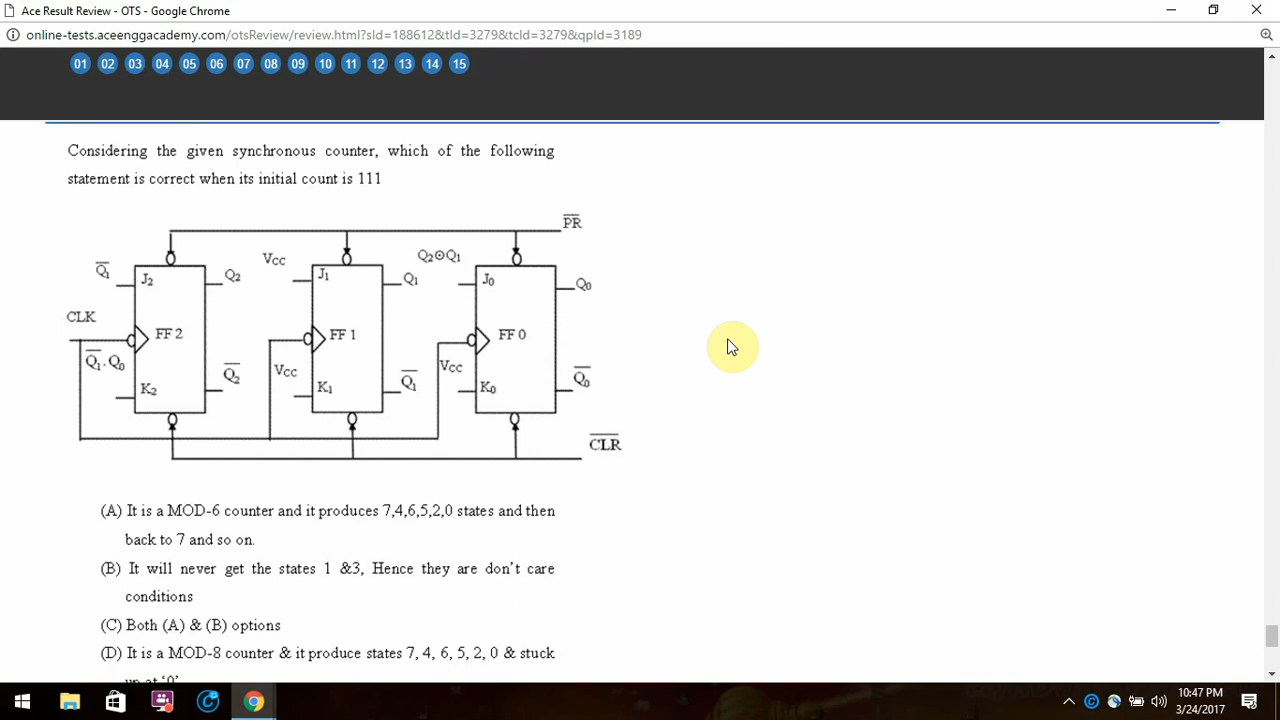 Ace Result Review - OTS - Google Chrome
online-tests.aceenggacademy.com/otsReview/review.html?sId=188612&tId=3279&tcId=3279&qpId=3189
01 02 03 04 05 06 07 08 09 10 11 12 13 14 15
Considering the given synchronous counter, which of the following
statement is correct when its initial count is 111
P̅R̅
Q̅1 J2 Q2 VCC J1 Q1 Q2⊙Q1 J0 Q0
CLK FF 2 FF 1 FF 0
Q̅1.Q0 K2 Q̅2 VCC K1 Q̅1 VCC K0 Q̅0
C̅L̅R̅
(A) It is a MOD-6 counter and it produces 7,4,6,5,2,0 states and then
back to 7 and so on.
(B) It will never get the states 1 &3, Hence they are don't care
conditions
(C) Both (A) & (B) options
(D) It is a MOD-8 counter & it produce states 7, 4, 6, 5, 2, 0 & stuck
up at '0'
10:47 PM
3/24/2017